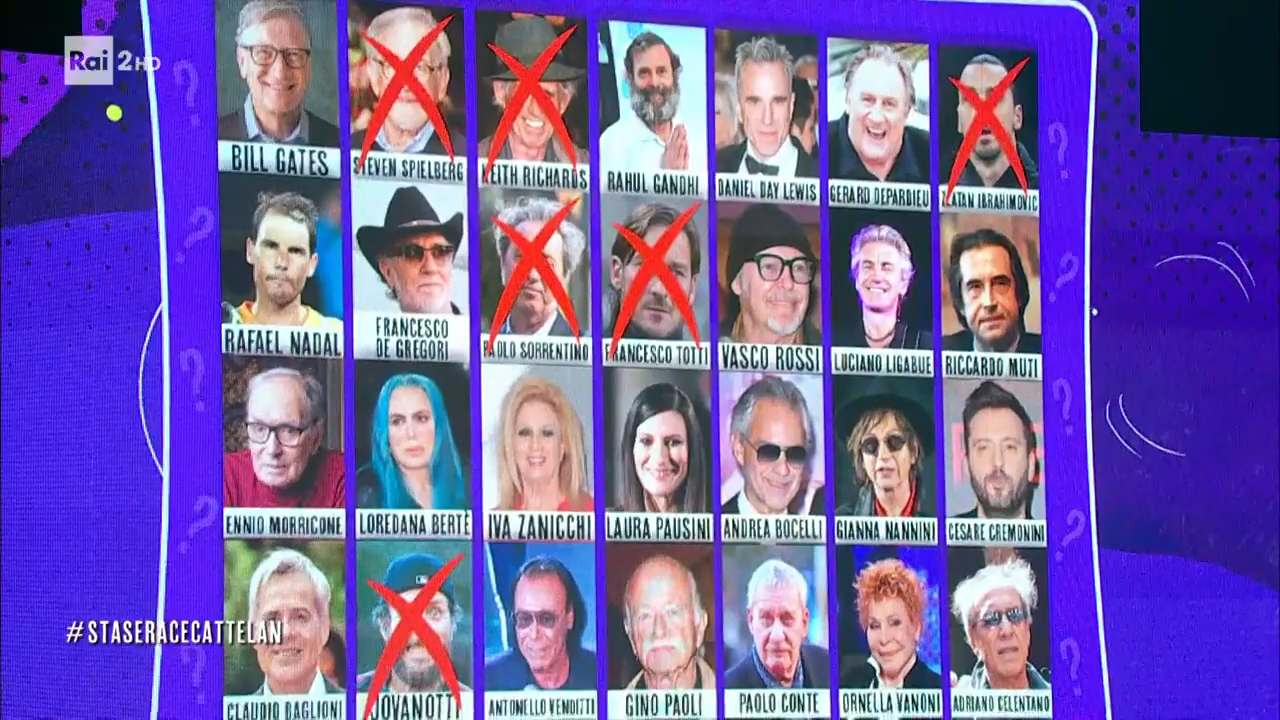 Rai 2HD
BILL GATES
STEVEN SPIELBERG
KEITH RICHARDS
RAHUL GANDHI
DANIEL DAY LEWIS
GERARD DEPARDIEU
ZLATAN IBRAHIMOVIC
RAFAEL NADAL
FRANCESCO
DE GREGORI
PAOLO SORRENTINO
FRANCESCO TOTTI
VASCO ROSSI
LUCIANO LIGABUE
RICCARDO MUTI
ENNIO MORRICONE
LOREDANA BERTÈ
IVA ZANICCHI
LAURA PAUSINI
ANDREA BOCELLI
GIANNA NANNINI
CESARE CREMONINI
CLAUDIO BAGLIONI
JOVANOTTI
ANTONELLO VENDITTI
GINO PAOLI
PAOLO CONTE
ORNELLA VANONI
ADRIANO CELENTANO
#STASERACECATTELAN